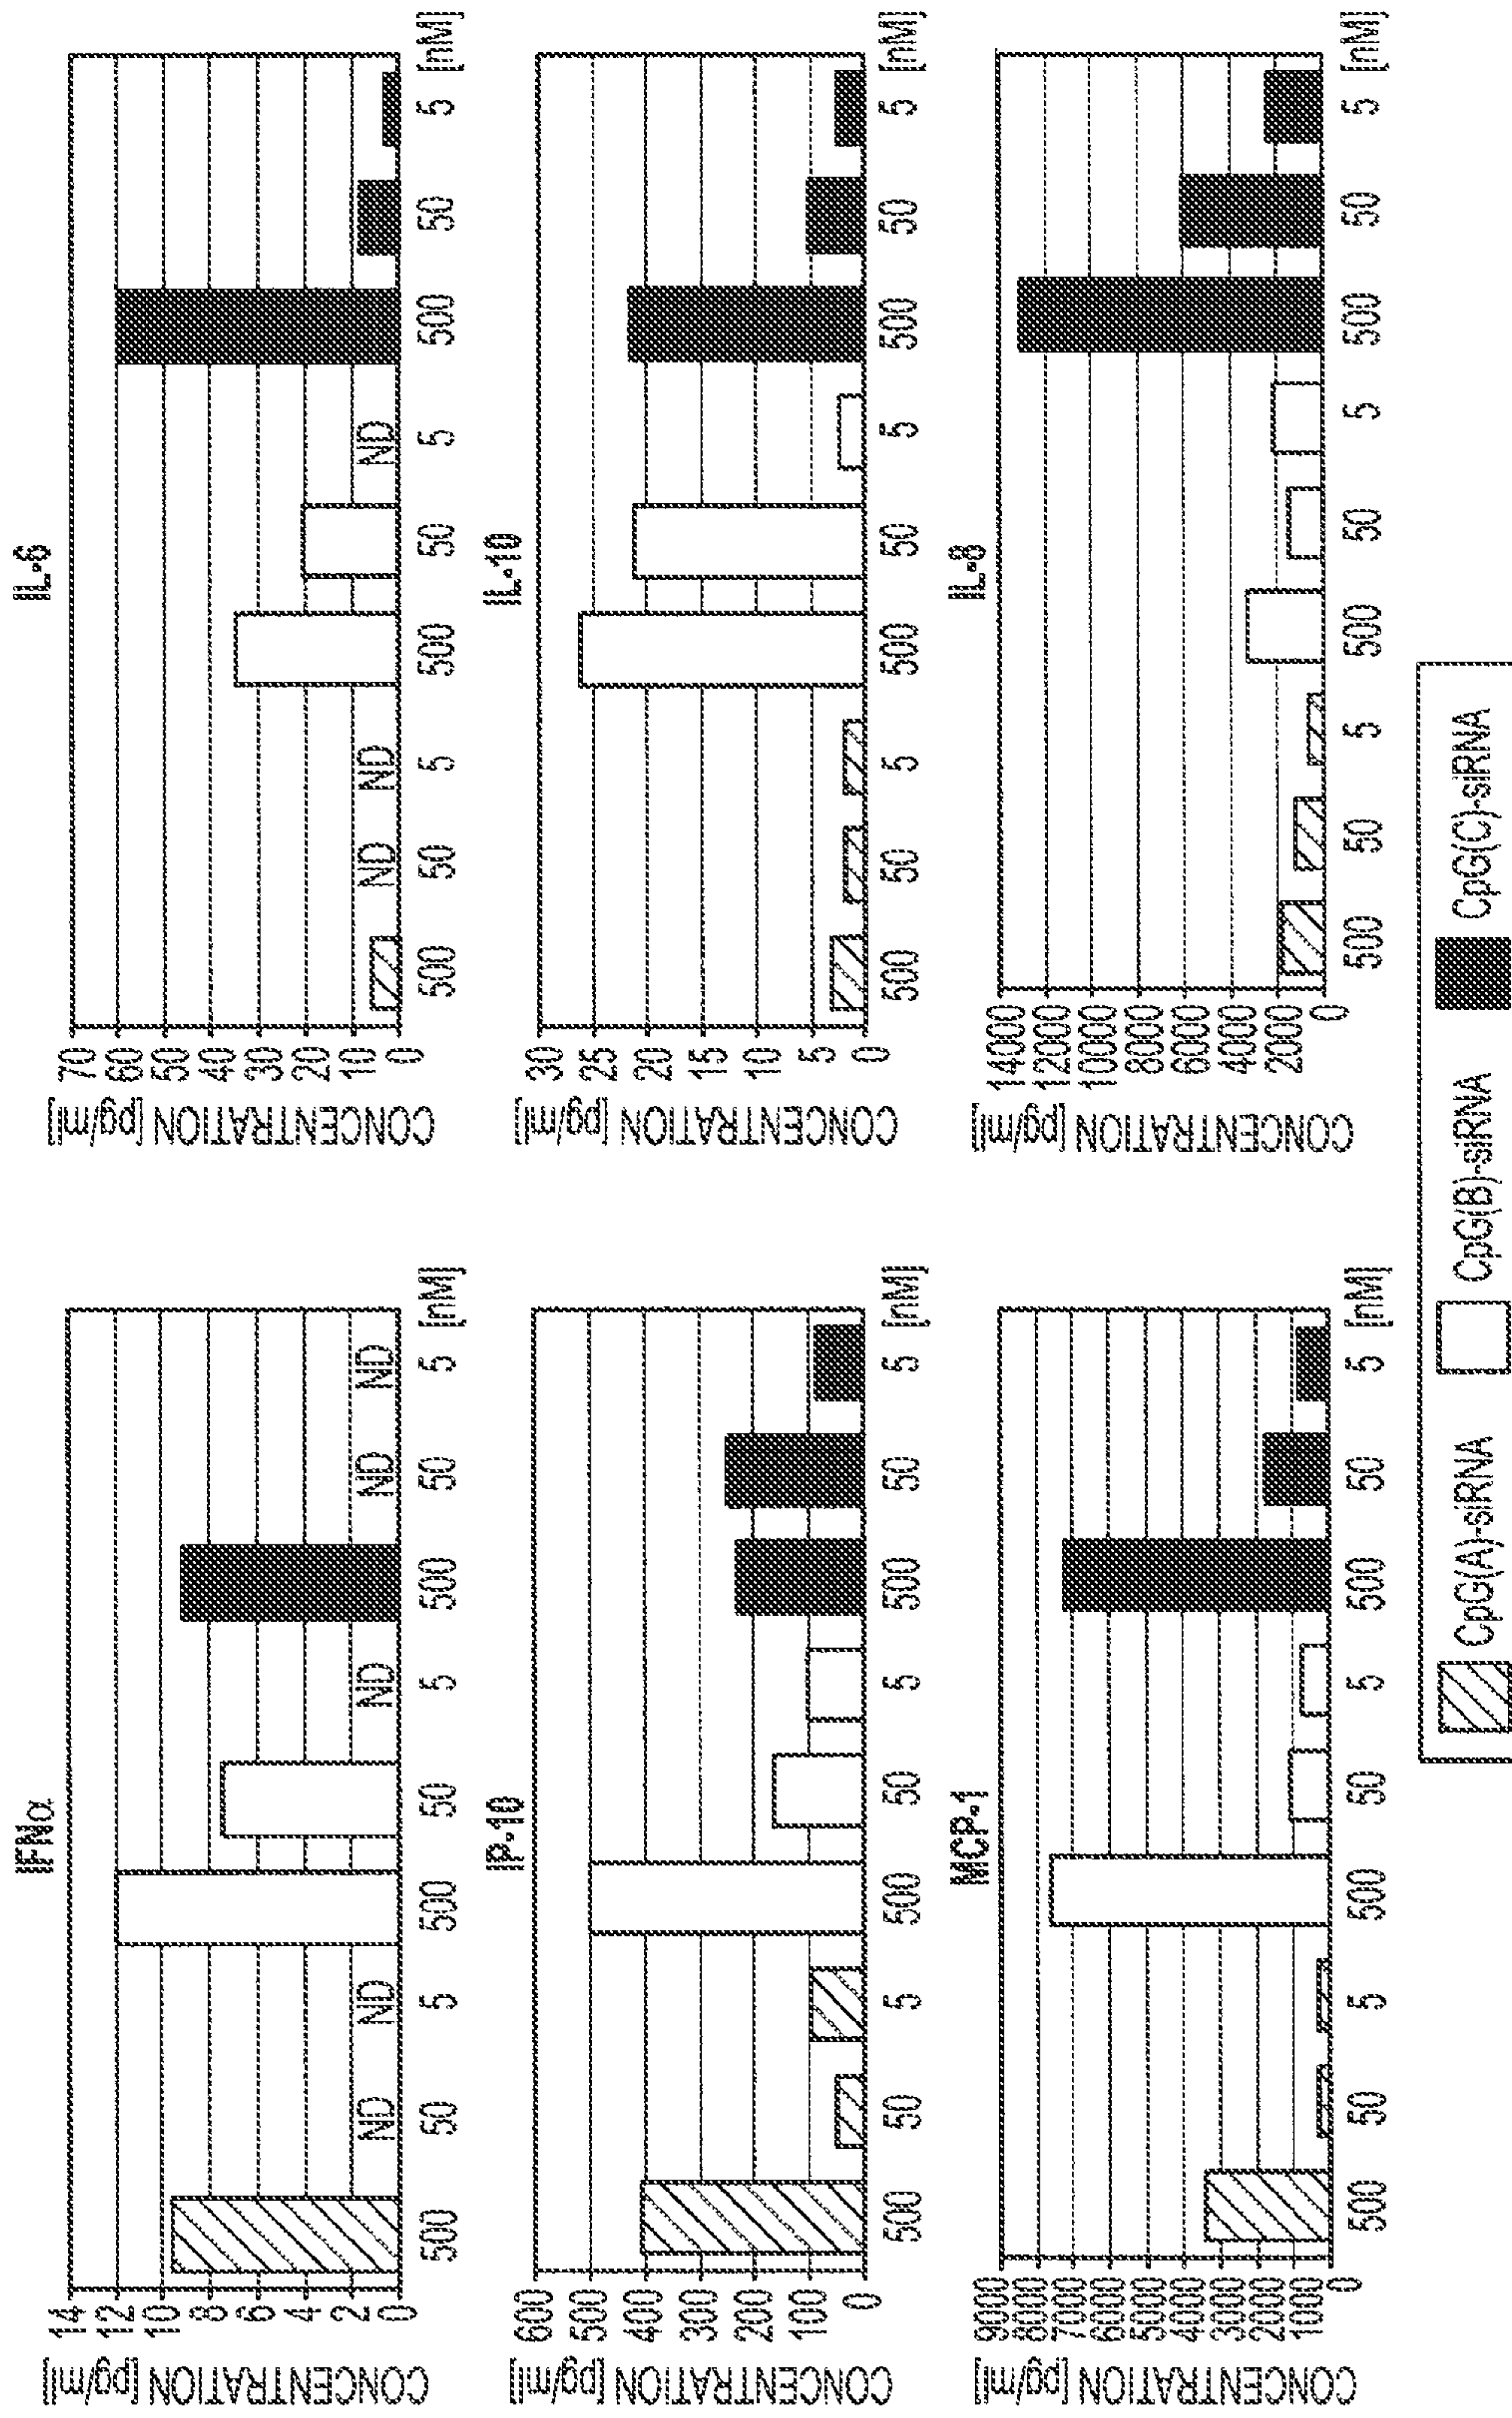 IFNα
CONCENTRATION [pg/ml]
14
12
10
8
6
4
2
0
ND ND ND ND ND
500 50 5 500 50 5 500 50 5 [nM]
IL-6
CONCENTRATION [pg/ml]
70
60
50
40
30
20
10
0
ND ND ND
500 50 5 500 50 5 500 50 5 [nM]
IP-10
CONCENTRATION [pg/ml]
600
500
400
300
200
100
0
500 50 5 500 50 5 500 50 5 [nM]
IL-10
CONCENTRATION [pg/ml]
30
25
20
15
10
5
0
500 50 5 500 50 5 500 50 5 [nM]
MCP-1
CONCENTRATION [pg/ml]
9000
8000
7000
6000
5000
4000
3000
2000
1000
0
500 50 5 500 50 5 500 50 5 [nM]
IL-8
CONCENTRATION [pg/ml]
14000
12000
10000
8000
6000
4000
2000
0
500 50 5 500 50 5 500 50 5 [nM]
CpG(A)-siRNA CpG(B)-siRNA CpG(C)-siRNA